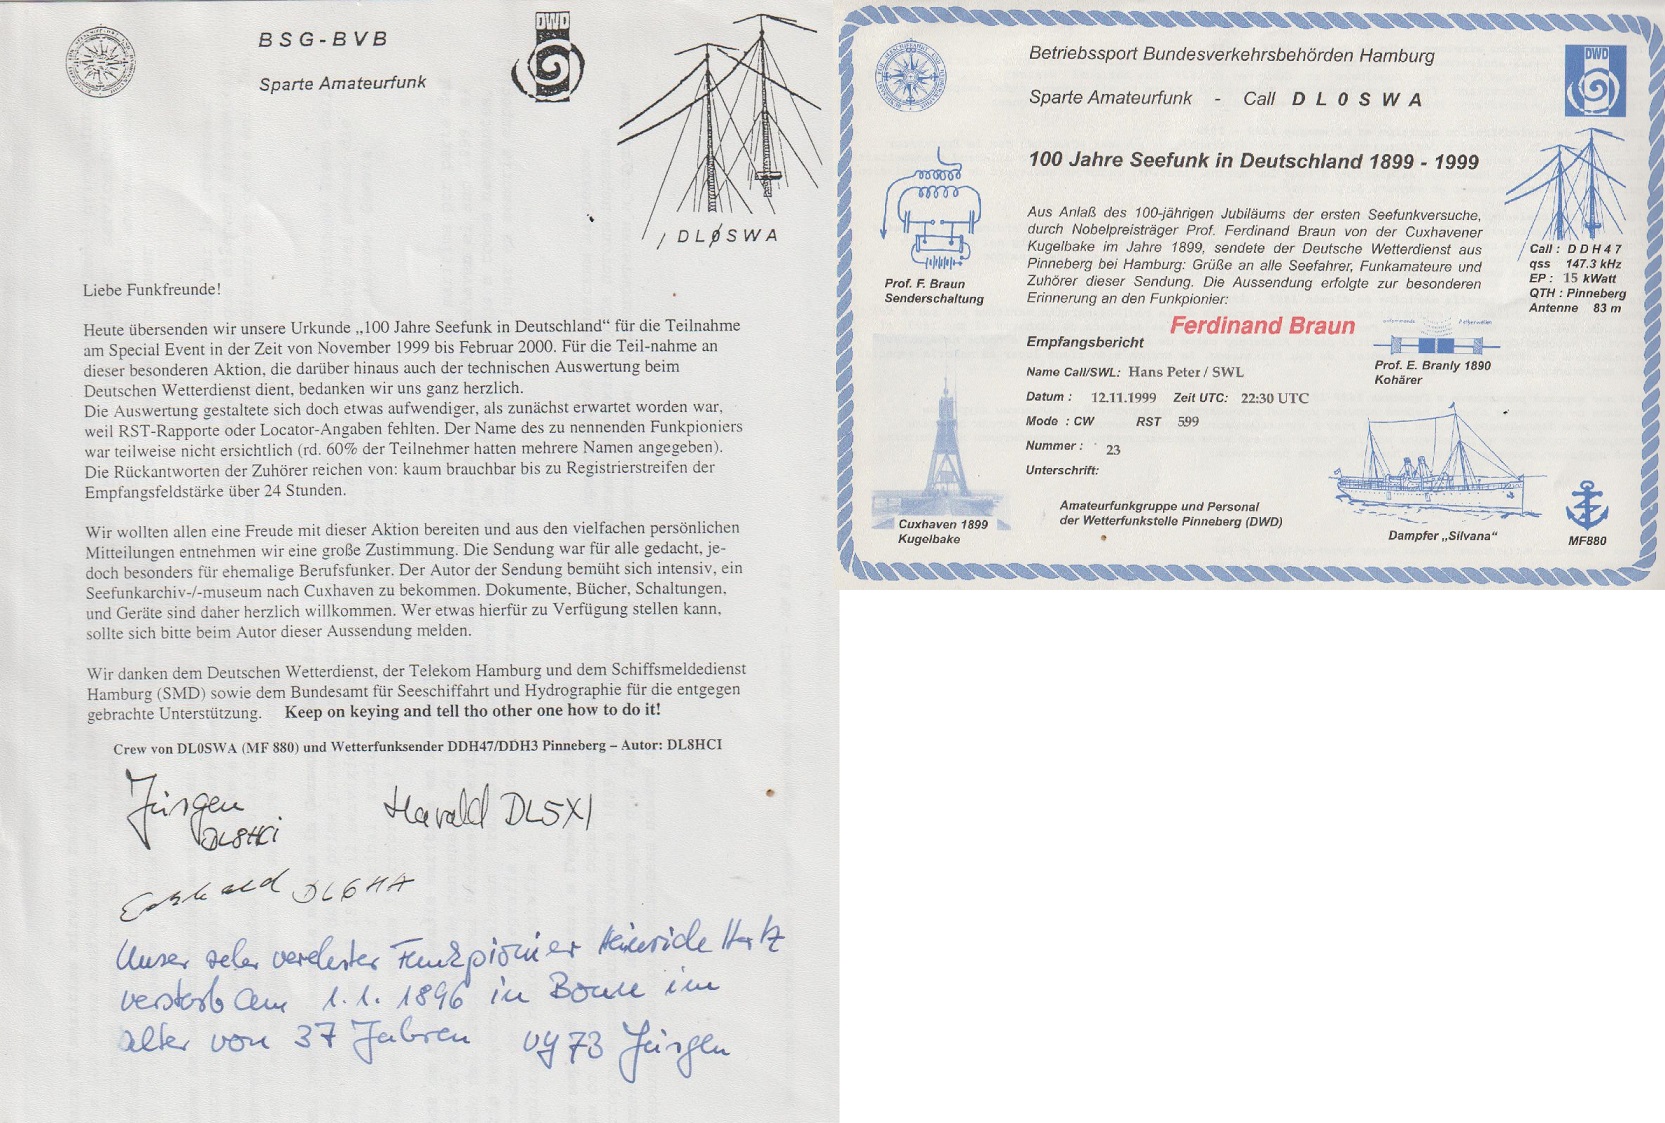 BSG-BVB
Sparte Amateurfunk
DWD
DLØSWA
Liebe Funkfreunde!
Heute übersenden wir unsere Urkunde „100 Jahre Seefunk in Deutschland“ für die Teilnahme
am Special Event in der Zeit von November 1999 bis Februar 2000. Für die Teil-nahme an
dieser besonderen Aktion, die darüber hinaus auch der technischen Auswertung beim
Deutschen Wetterdienst dient, bedanken wir uns ganz herzlich.
Die Auswertung gestaltete sich doch etwas aufwendiger, als zunächst erwartet worden war,
weil RST-Rapporte oder Locator-Angaben fehlten. Der Name des zu nennenden Funkpioniers
war teilweise nicht ersichtlich (rd. 60% der Teilnehmer hatten mehrere Namen angegeben).
Die Rückantworten der Zuhörer reichen von: kaum brauchbar bis zu Registrierstreifen der
Empfangsfeldstärke über 24 Stunden.
Wir wollten allen eine Freude mit dieser Aktion bereiten und aus den vielfachen persönlichen
Mitteilungen entnehmen wir eine große Zustimmung. Die Sendung war für alle gedacht, je-
doch besonders für ehemalige Berufsfunker. Der Autor der Sendung bemüht sich intensiv, ein
Seefunkarchiv-/-museum nach Cuxhaven zu bekommen. Dokumente, Bücher, Schaltungen,
und Geräte sind daher herzlich willkommen. Wer etwas hierfür zu Verfügung stellen kann,
sollte sich bitte beim Autor dieser Aussendung melden.
Wir danken dem Deutschen Wetterdienst, der Telekom Hamburg und dem Schiffsmeldedienst
Hamburg (SMD) sowie dem Bundesamt für Seeschiffahrt und Hydrographie für die entgegen
gebrachte Unterstützung. Keep on keying and tell tho other one how to do it!
Crew von DL0SWA (MF 880) und Wetterfunksender DDH47/DDH3 Pinneberg – Autor: DL8HCI
Jürgen
DL8HCi
Harald DL5XI
DL6HA
Unser sehr verehrter Funkpionier Heinrich Hertz
verstarb am 1.1.1896 in Bonn im
alter von 37 Jahren vy 73 Jürgen
Betriebssport Bundesverkehrsbehörden Hamburg
Sparte Amateurfunk - Call DL0SWA
DWD
100 Jahre Seefunk in Deutschland 1899 - 1999
Aus Anlaß des 100-jährigen Jubiläums der ersten Seefunkversuche,
durch Nobelpreisträger Prof. Ferdinand Braun von der Cuxhavener
Kugelbake im Jahre 1899, sendete der Deutsche Wetterdienst aus
Pinneberg bei Hamburg: Grüße an alle Seefahrer, Funkamateure und
Zuhörer dieser Sendung. Die Aussendung erfolgte zur besonderen
Erinnerung an den Funkpionier:
Ferdinand Braun
Prof. F. Braun
Senderschaltung
Call : DDH47
qss 147.3 kHz
EP : 15 kWatt
QTH : Pinneberg
Antenne 83 m
Empfangsbericht
Name Call/SWL: Hans Peter / SWL
Datum : 12.11.1999 Zeit UTC: 22:30 UTC
Mode : CW RST 599
Nummer : 23
Unterschrift:
Prof. E. Branly 1890
Kohärer
Amateurfunkgruppe und Personal
der Wetterfunkstelle Pinneberg (DWD)
Cuxhaven 1899
Kugelbake
Dampfer „Silvana“
MF880